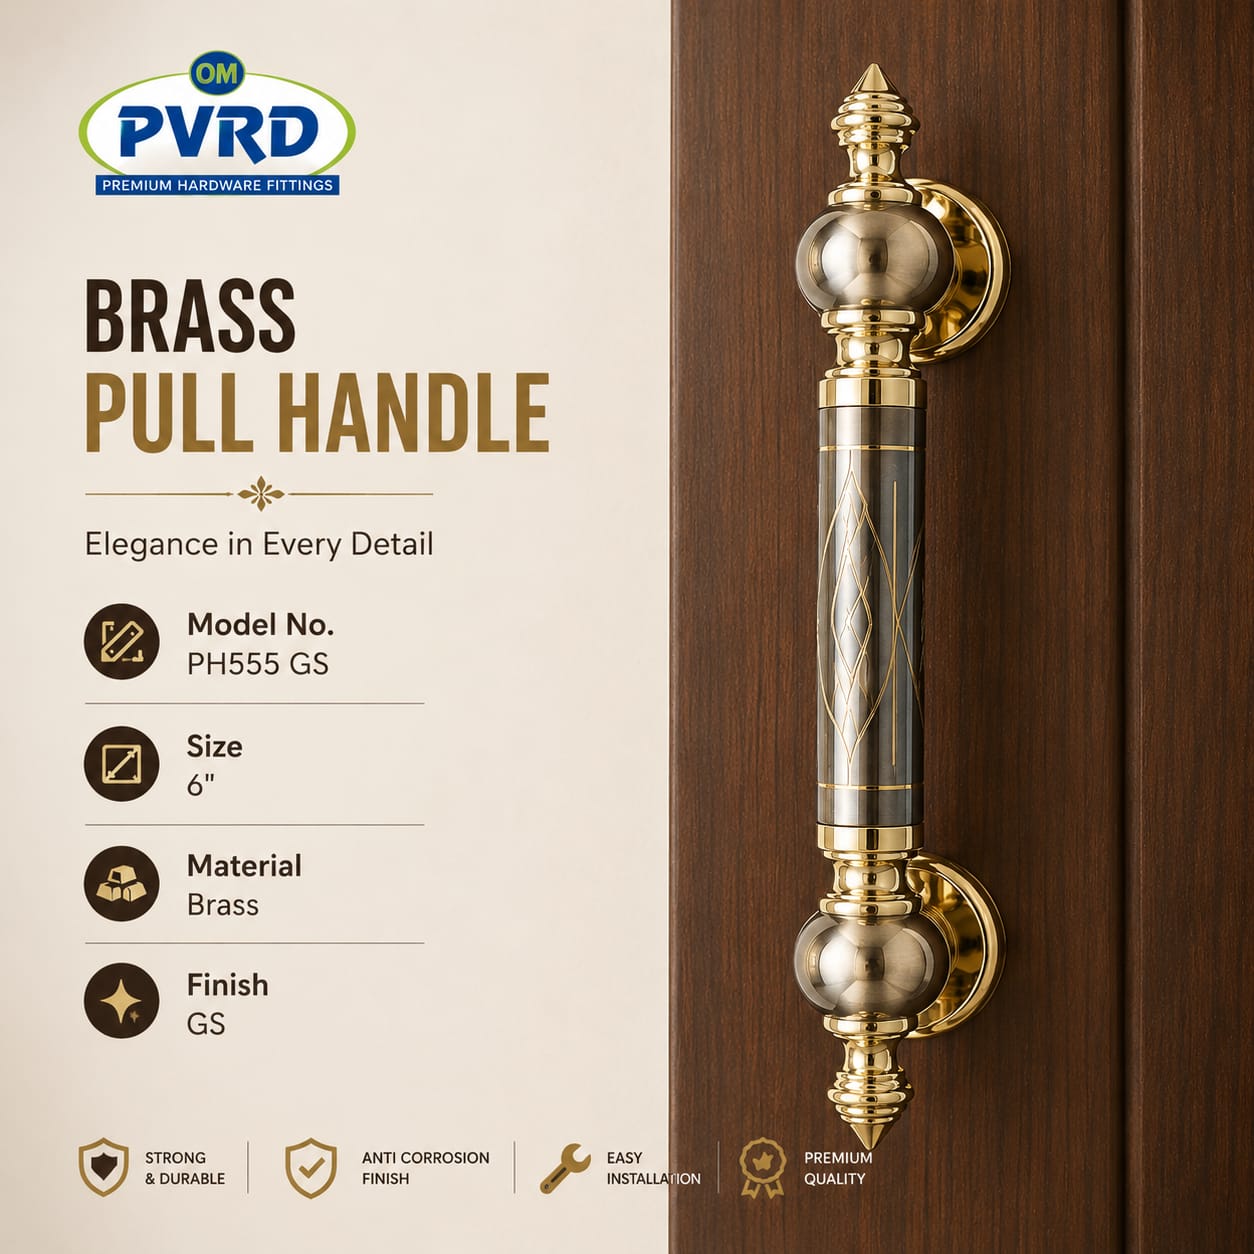 OM
PVRD
PREMIUM HARDWARE FITTINGS
BRASS
PULL HANDLE
Elegance in Every Detail
Model No.
PH555 GS
Size
6"
Material
Brass
Finish
GS
STRONG
& DURABLE
ANTI CORROSION
FINISH
EASY
INSTALLATION
PREMIUM
QUALITY